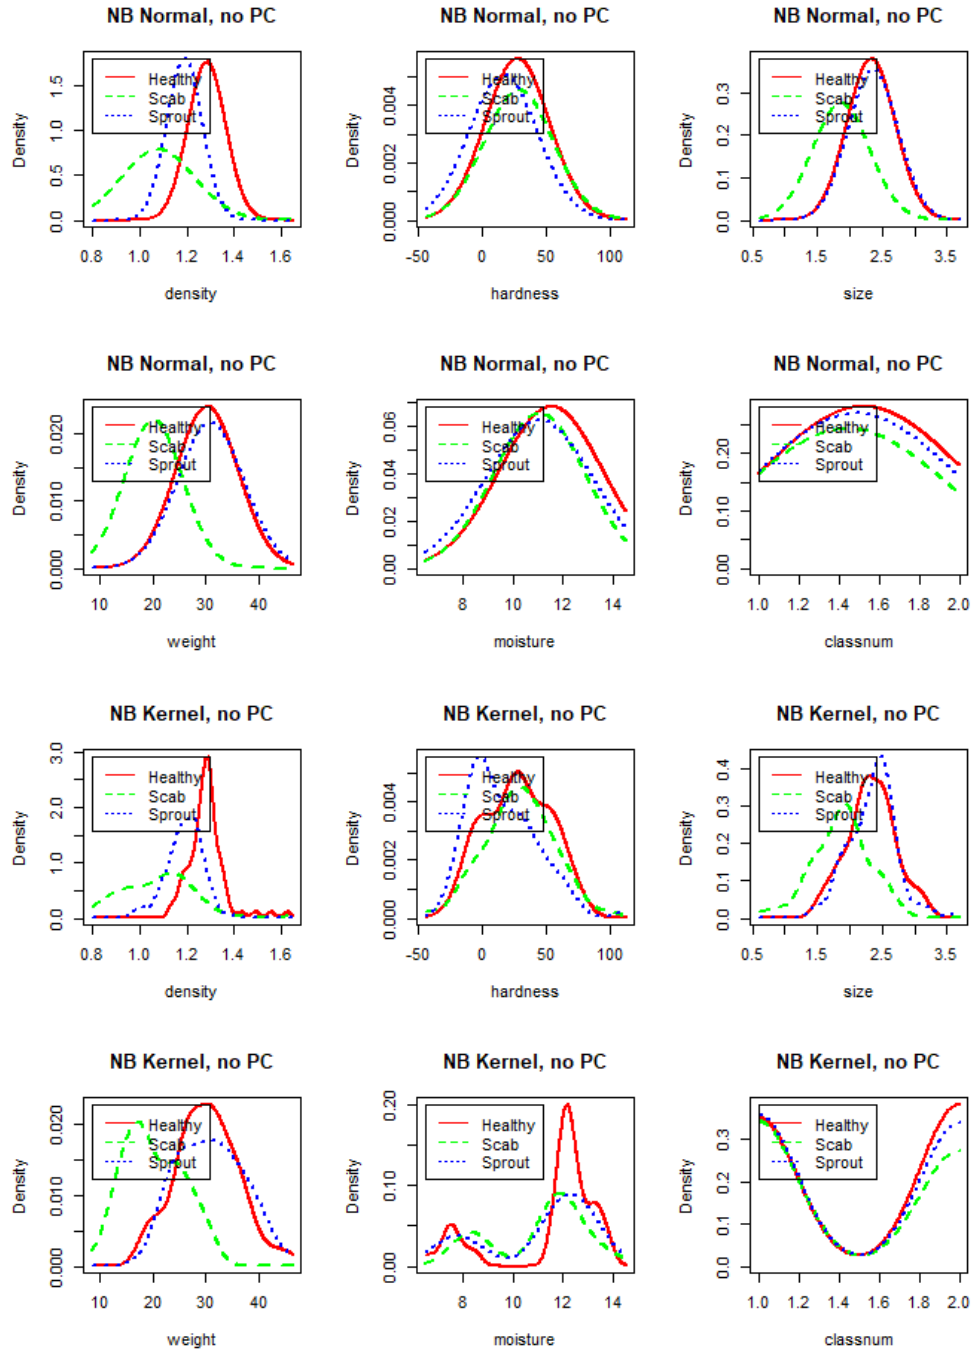 NB Normal, no PC
NB Normal, no PC
NB Normal, no PC
Density
0.0 0.5 1.0 1.5
Healthy
Scab
Sprout
0.8 1.0 1.2 1.4 1.6
density
Density
0.000 0.002 0.004
Healthy
Scab
Sprout
-50 0 50 100
hardness
Density
0.0 0.1 0.2 0.3
Healthy
Scab
Sprout
0.5 1.5 2.5 3.5
size
NB Normal, no PC
NB Normal, no PC
NB Normal, no PC
Density
0.000 0.010 0.020
Healthy
Scab
Sprout
10 20 30 40
weight
Density
0.00 0.02 0.04 0.06
Healthy
Scab
Sprout
8 10 12 14
moisture
Density
0.00 0.10 0.20
Healthy
Scab
Sprout
1.0 1.2 1.4 1.6 1.8 2.0
classnum
NB Kernel, no PC
NB Kernel, no PC
NB Kernel, no PC
Density
0.0 1.0 2.0 3.0
Healthy
Scab
Sprout
0.8 1.0 1.2 1.4 1.6
density
Density
0.000 0.002 0.004
Healthy
Scab
Sprout
-50 0 50 100
hardness
Density
0.0 0.1 0.2 0.3 0.4
Healthy
Scab
Sprout
0.5 1.5 2.5 3.5
size
NB Kernel, no PC
NB Kernel, no PC
NB Kernel, no PC
Density
0.000 0.010 0.020
Healthy
Scab
Sprout
10 20 30 40
weight
Density
0.00 0.10 0.20
Healthy
Scab
Sprout
8 10 12 14
moisture
Density
0.0 0.1 0.2 0.3
Healthy
Scab
Sprout
1.0 1.2 1.4 1.6 1.8 2.0
classnum